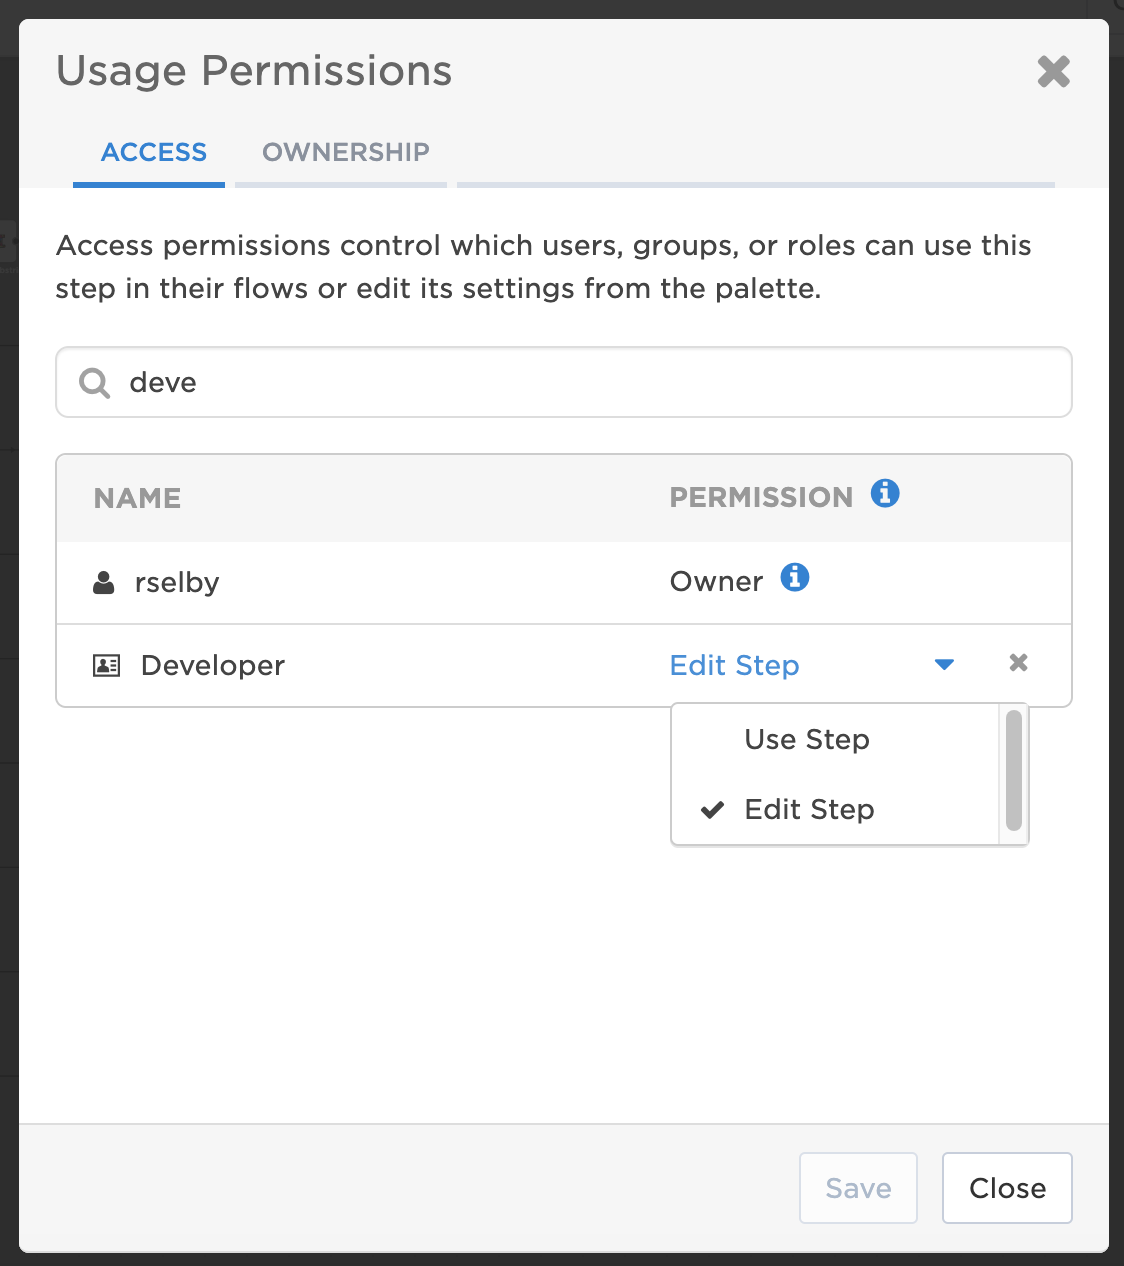 Usage Permissions
ACCESS OWNERSHIP
Access permissions control which users, groups, or roles can use this
step in their flows or edit its settings from the palette.
deve
NAME PERMISSION
rselby Owner
Developer Edit Step
Use Step
Edit Step
Save Close